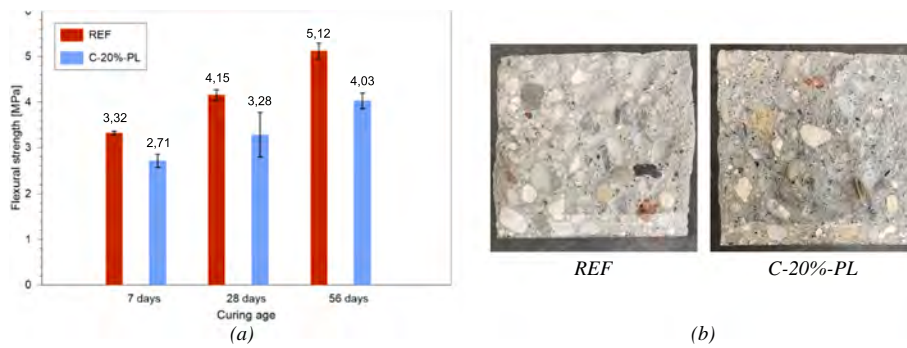 6
REF
C-20%-PL
5,12
5
4,15
4,03
4
3,32
3,28
3
2,71
2
1
0
Flexural strength [MPa]
7 days
28 days
56 days
Curing age
(a)
REF
C-20%-PL
(b)